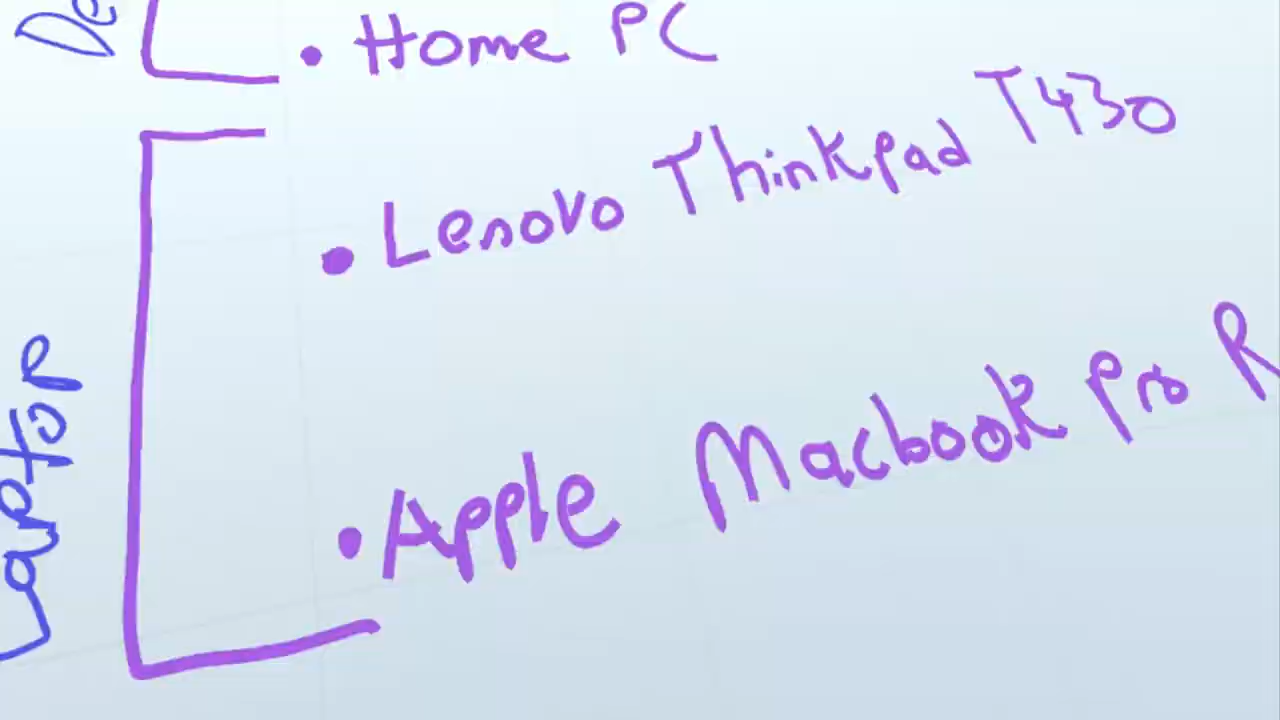 • Home PC
• Lenovo Thinkpad T430
Laptop
• Apple Macbook Pro R